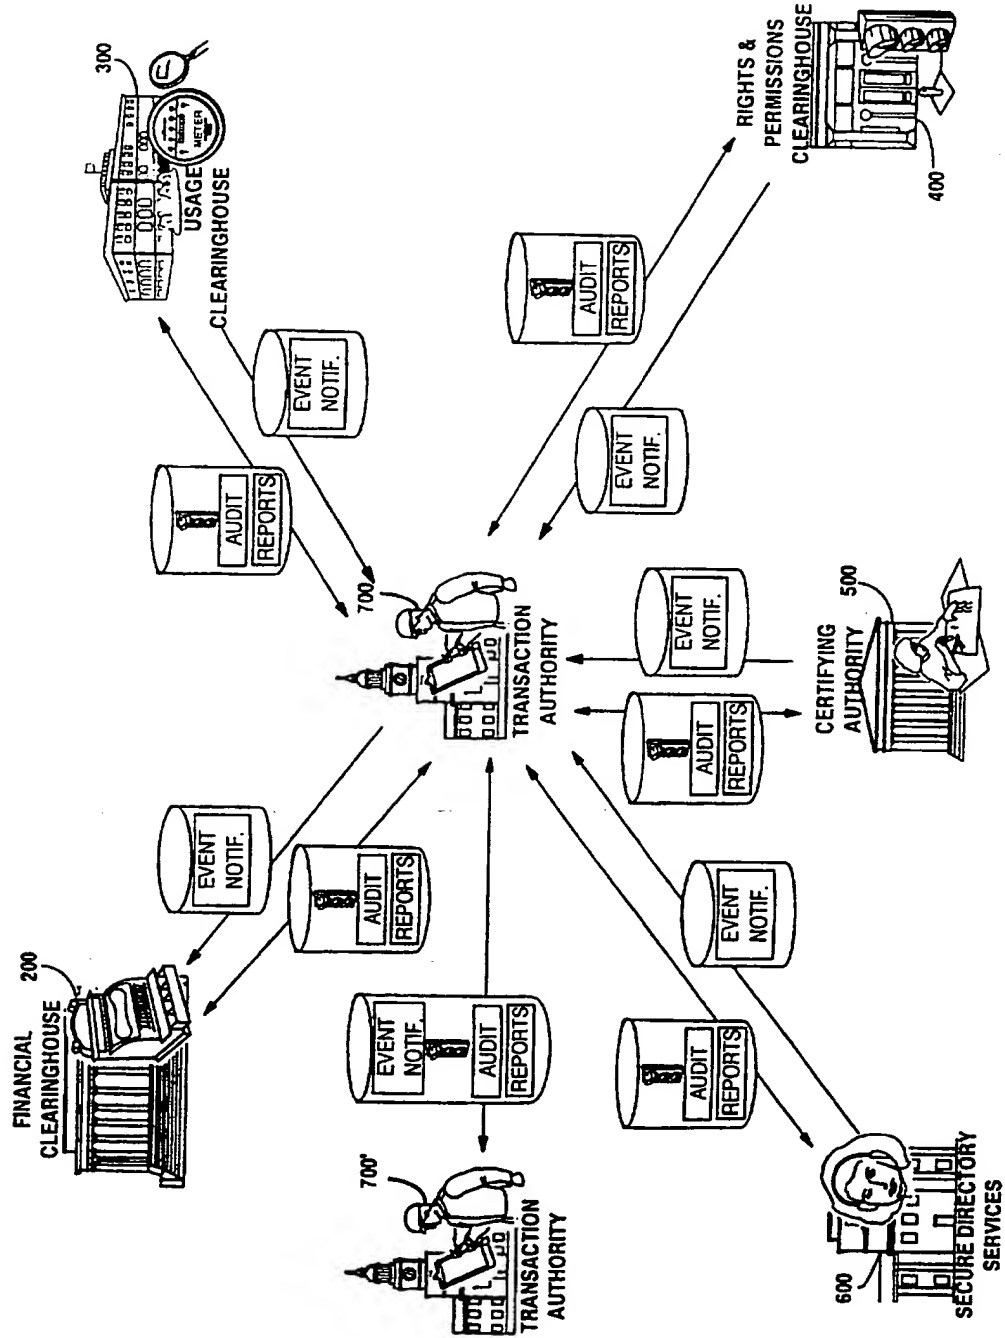 FINANCIAL
CLEARINGHOUSE
200
EVENT
NOTIF.
AUDIT
REPORTS
300
METER
USAGE
CLEARINGHOUSE
AUDIT
REPORTS
EVENT
NOTIF.
700'
TRANSACTION
AUTHORITY
EVENT
NOTIF.
AUDIT
REPORTS
700
TRANSACTION
AUTHORITY
AUDIT
REPORTS
EVENT
NOTIF.
RIGHTS &
PERMISSIONS
CLEARINGHOUSE
400
600
SECURE DIRECTORY
SERVICES
AUDIT
REPORTS
EVENT
NOTIF.
AUDIT
REPORTS
EVENT
NOTIF.
CERTIFYING
AUTHORITY
500